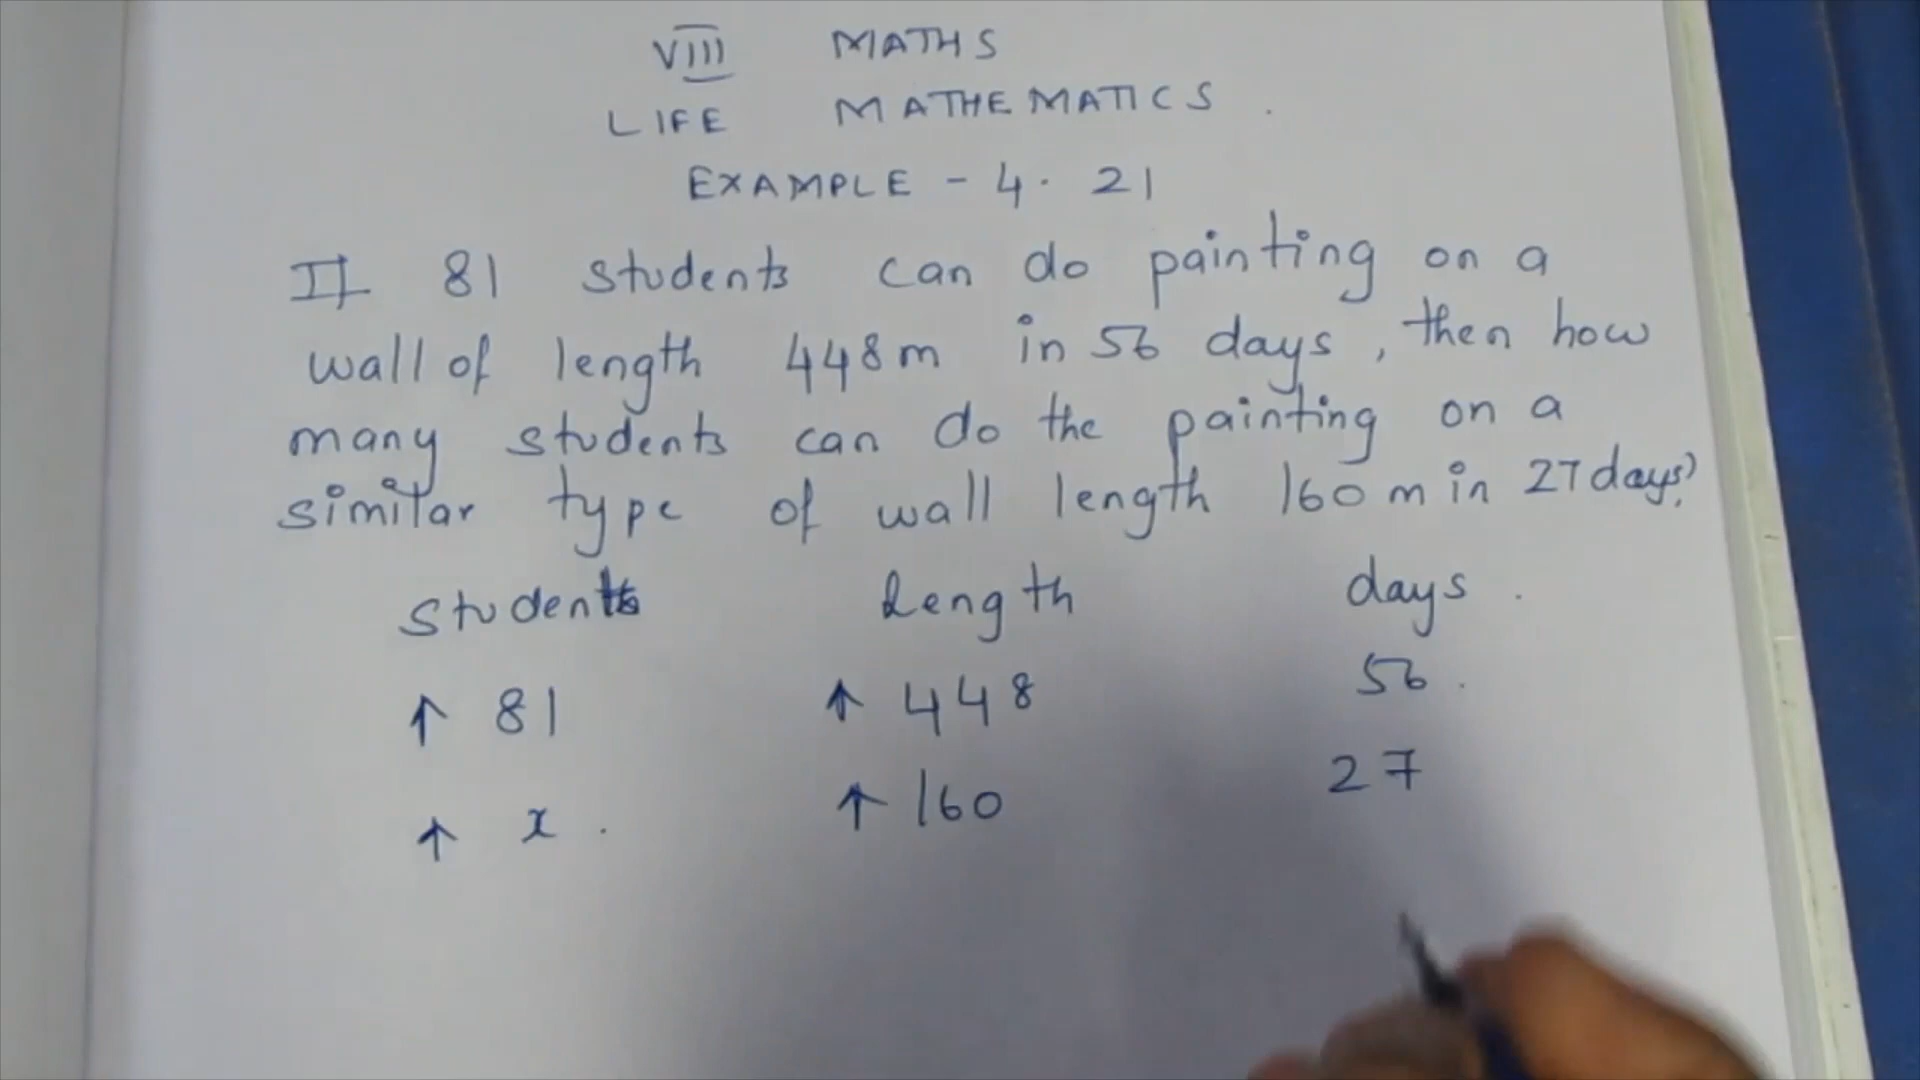 VIII MATHS
LIFE MATHEMATICS.
EXAMPLE - 4.21
If 81 students can do painting on a
wall of length 448m in 56 days, then how
many students can do the painting on a
similar type of wall length 160 m in 27 days?
students length days.
↑ 81 ↑ 448 56.
↑ x. ↑ 160 27